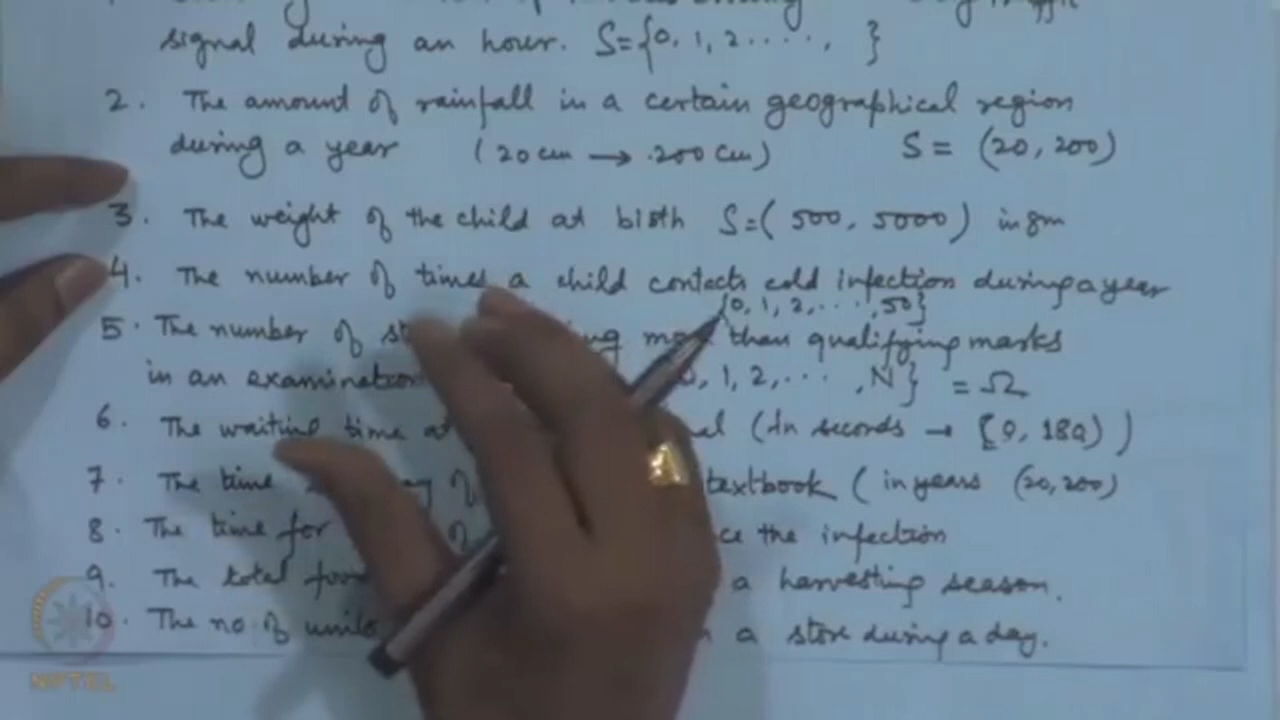 signal during an hour. S={0, 1, 2 ....., }
2. The amount of rainfall in a certain geographical region
during a year (20 cm → 200 cm) S = (20, 200)
3. The weight of the child at birth S=( 500, 5000) in gm
4. The number of times a child contacts cold infection during a year
{0, 1, 2, ..., 50}
5. The number of than qualifying marks
in an examination 0, 1, 2, ..., N} = Ω
6. The waiting time at (In seconds → [0, 180) )
7. The time of textbook ( in years (20, 200)
8. The time for the infection
9. The total a harvesting season.
10. The no. of units a store during a day.
NPTEL